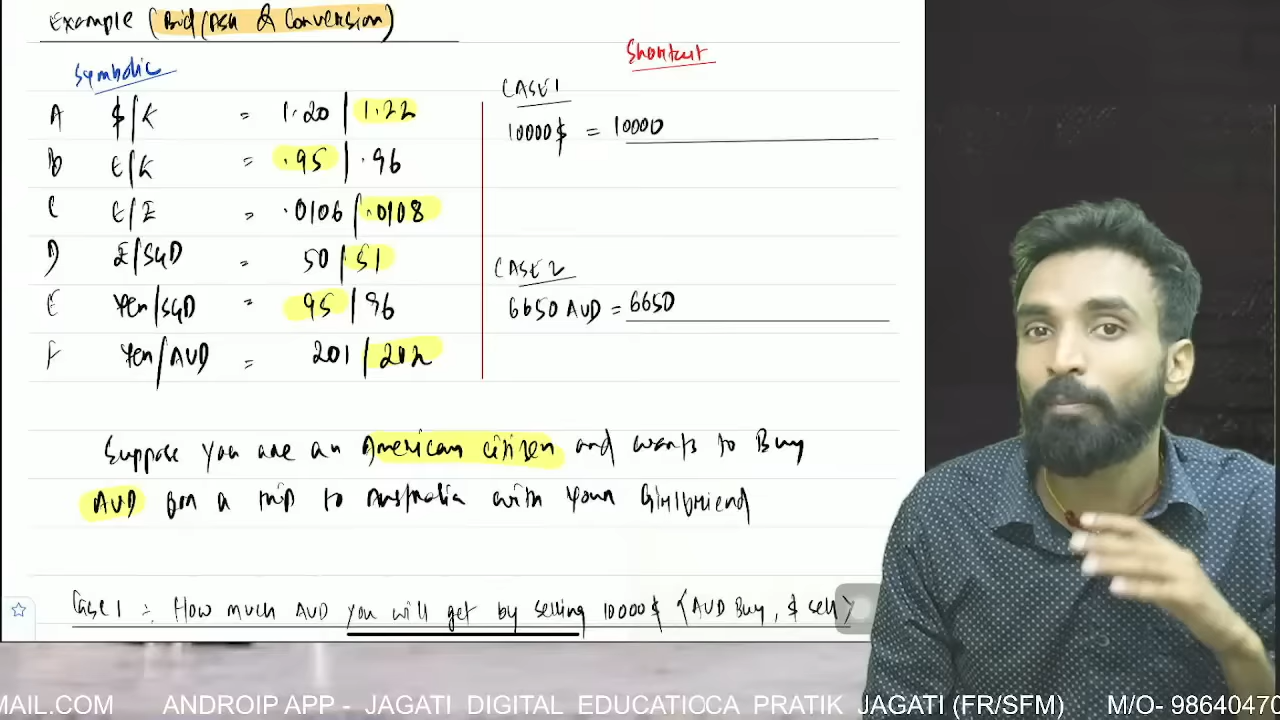 Example (Bid/Ask & Conversion)
Symbolic
A $/K = 1.20 | 1.22
B £/K = .95 | .96
C £/I = .0106 | .0108
D) I/SGD = 50 | 51
E Yen/SGD = 95 | 96
F Yen/AUD = 201 | 202
Shortcut
CASE 1
10000$ = 10000
CASE 2
6650 AUD = 6650
Suppose you are an American citizen and wants to Buy
AUD for a trip to Australia with your Girlfriend
Case 1 : How much AUD you will get by selling 10000$ (AUD Buy, $ sell)
MAIL.COM ANDROIP APP - JAGATI DIGITAL EDUCATIOCA PRATIK JAGATI (FR/SFM) M/O- 98640470